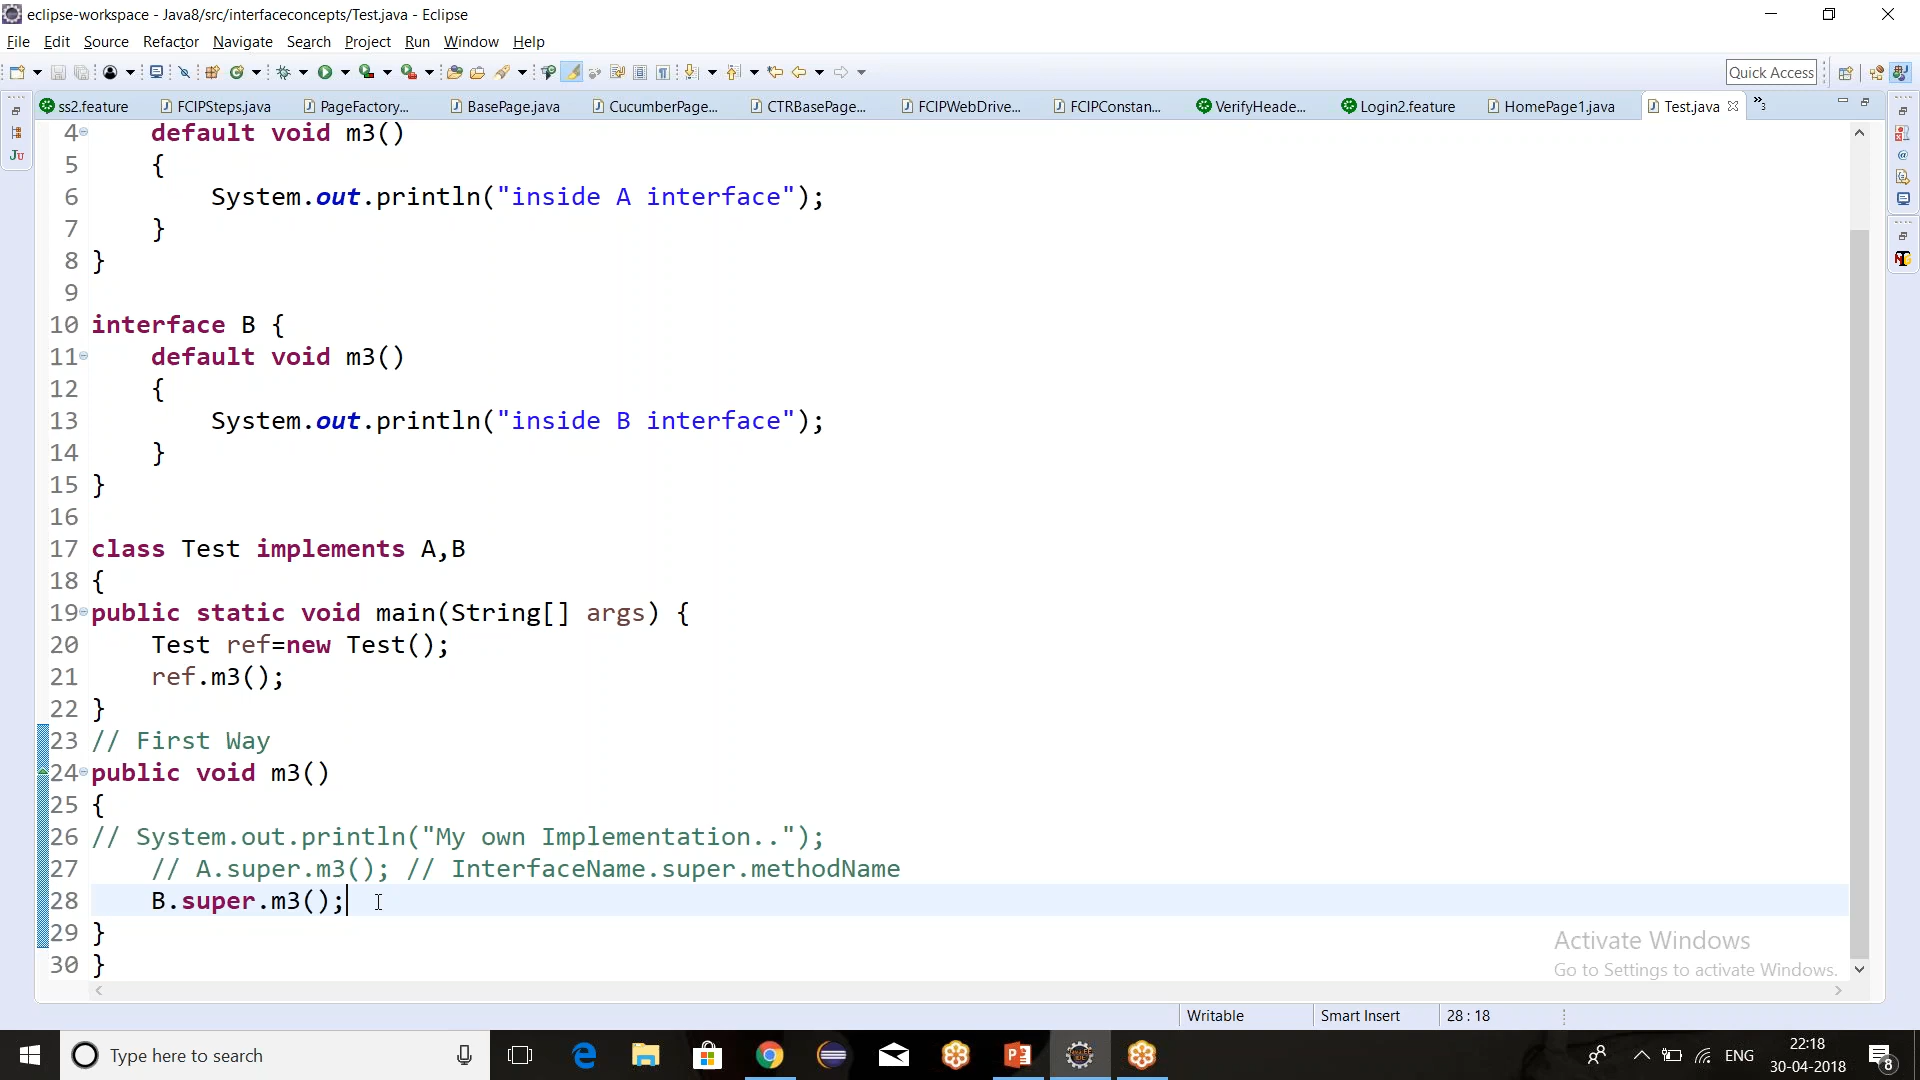 eclipse-workspace - Java8/src/interfaceconcepts/Test.java - Eclipse
File Edit Source Refactor Navigate Search Project Run Window Help
Quick Access
ss2.feature FCIPSteps.java PageFactory... BasePage.java CucumberPage... CTRBasePage... FCIPWebDrive... FCIPConstan... VerifyHeade... Login2.feature HomePage1.java Test.java »3
4 default void m3()
5 {
6 System.out.println("inside A interface");
7 }
8 }
9
10 interface B {
11 default void m3()
12 {
13 System.out.println("inside B interface");
14 }
15 }
16
17 class Test implements A,B
18 {
19 public static void main(String[] args) {
20 Test ref=new Test();
21 ref.m3();
22 }
23 // First Way
24 public void m3()
25 {
26 // System.out.println("My own Implementation..");
27 // A.super.m3(); // InterfaceName.super.methodName
28 B.super.m3();
29 }
30 }
Activate Windows
Go to Settings to activate Windows.
Writable Smart Insert 28 : 18
Type here to search
ENG
22:18
30-04-2018
8